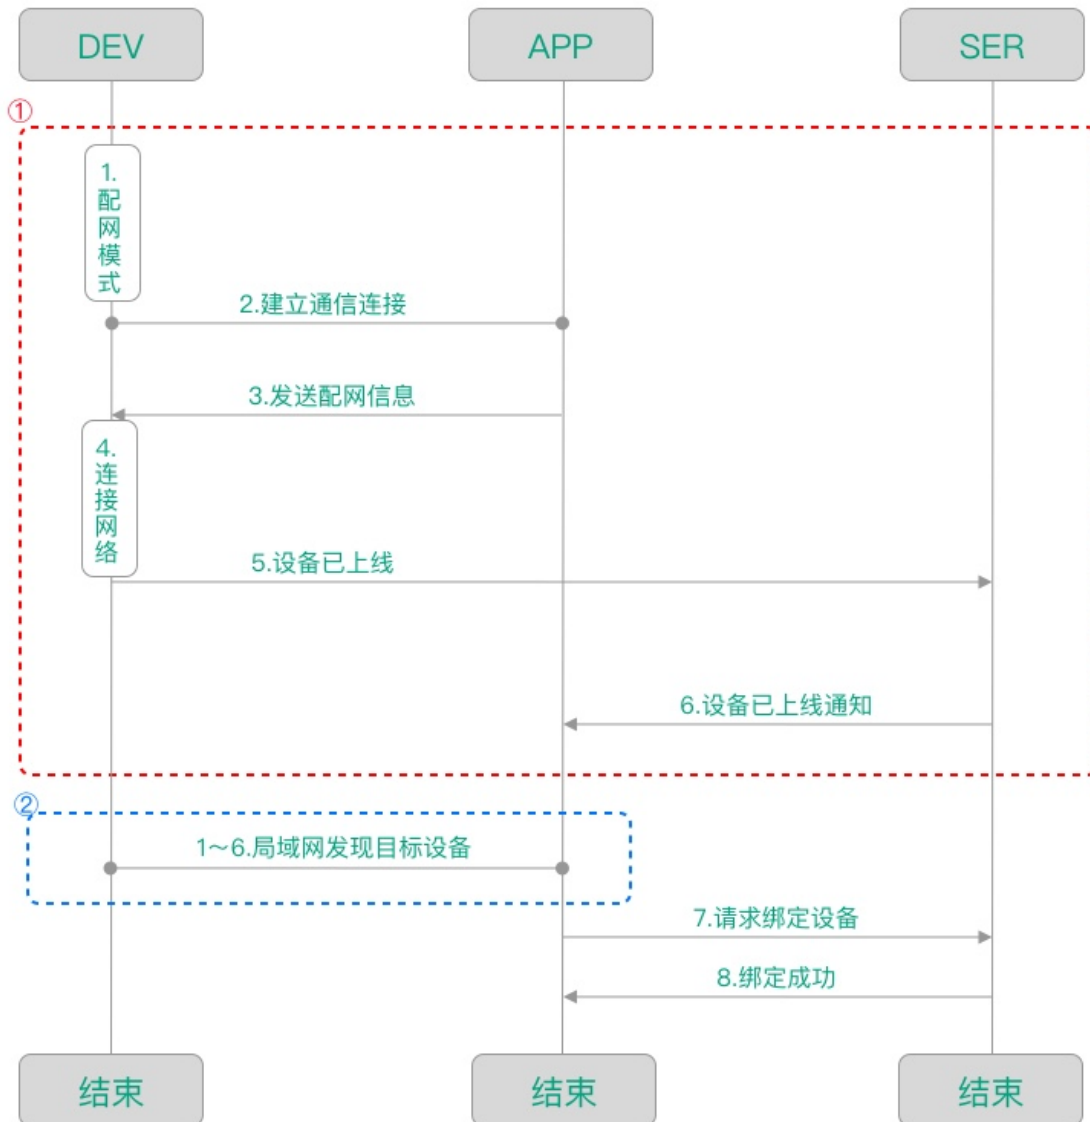 DEV
APP
SER
①
1.
配
网
模
式
2.建立通信连接
3.发送配网信息
4.
连
接
网
络
5.设备已上线
6.设备已上线通知
②
1～6.局域网发现目标设备
7.请求绑定设备
8.绑定成功
结束
结束
结束